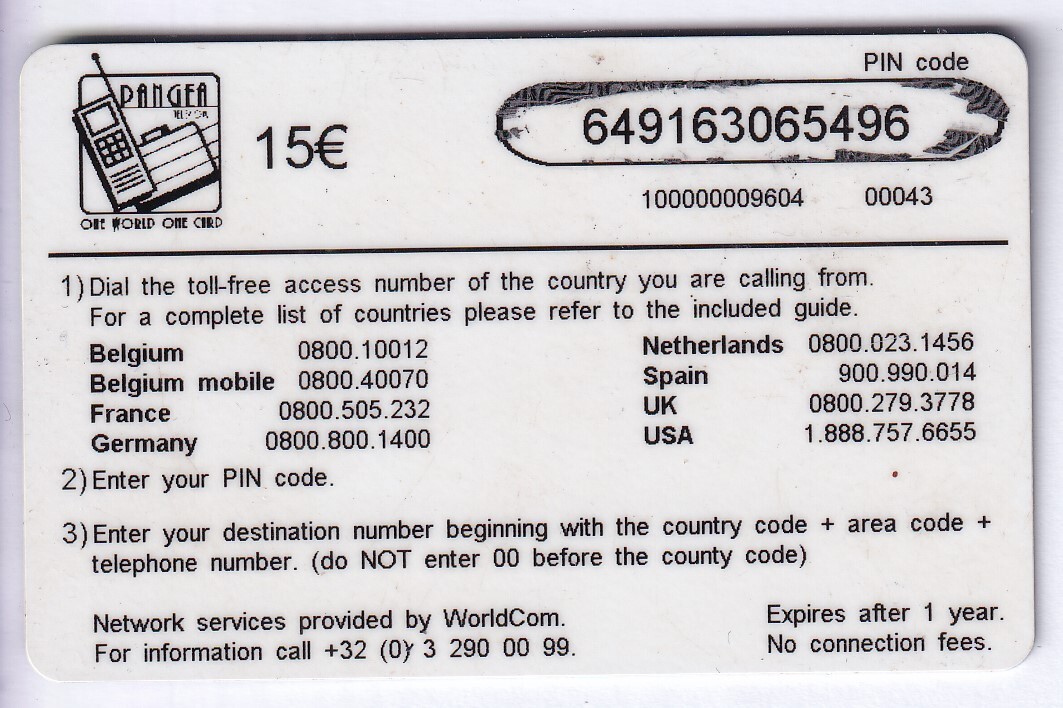 PIN code
PANGEA
TELECOM
15€
649163065496
100000009604 00043
ONE WORLD ONE CARD
1) Dial the toll-free access number of the country you are calling from.
For a complete list of countries please refer to the included guide.
Belgium 0800.10012 Netherlands 0800.023.1456
Belgium mobile 0800.40070 Spain 900.990.014
France 0800.505.232 UK 0800.279.3778
Germany 0800.800.1400 USA 1.888.757.6655
2) Enter your PIN code.
3) Enter your destination number beginning with the country code + area code +
telephone number. (do NOT enter 00 before the county code)
Network services provided by WorldCom. Expires after 1 year.
For information call +32 (0) 3 290 00 99. No connection fees.